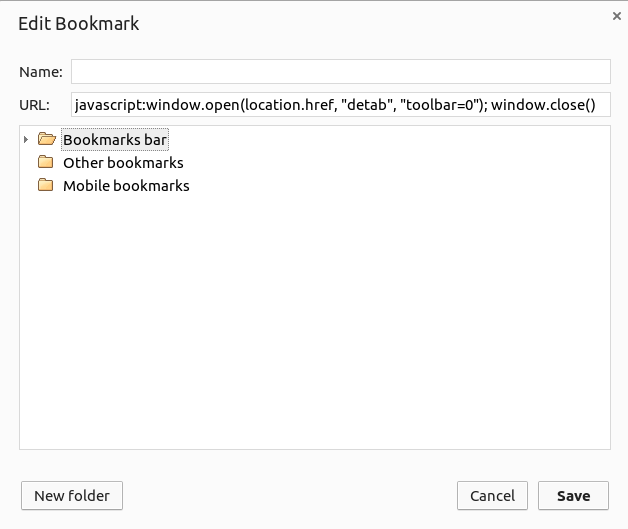 Edit Bookmark
Name:
URL: javascript:window.open(location.href, "detab", "toolbar=0"); window.close()
Bookmarks bar
Other bookmarks
Mobile bookmarks
New folder Cancel Save